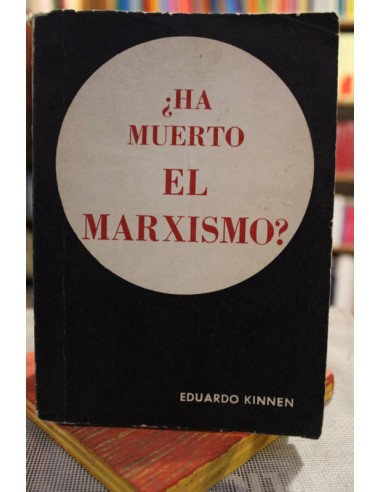 ¿HA
MUERTO
EL
MARXISMO?
EDUARDO KINNEN